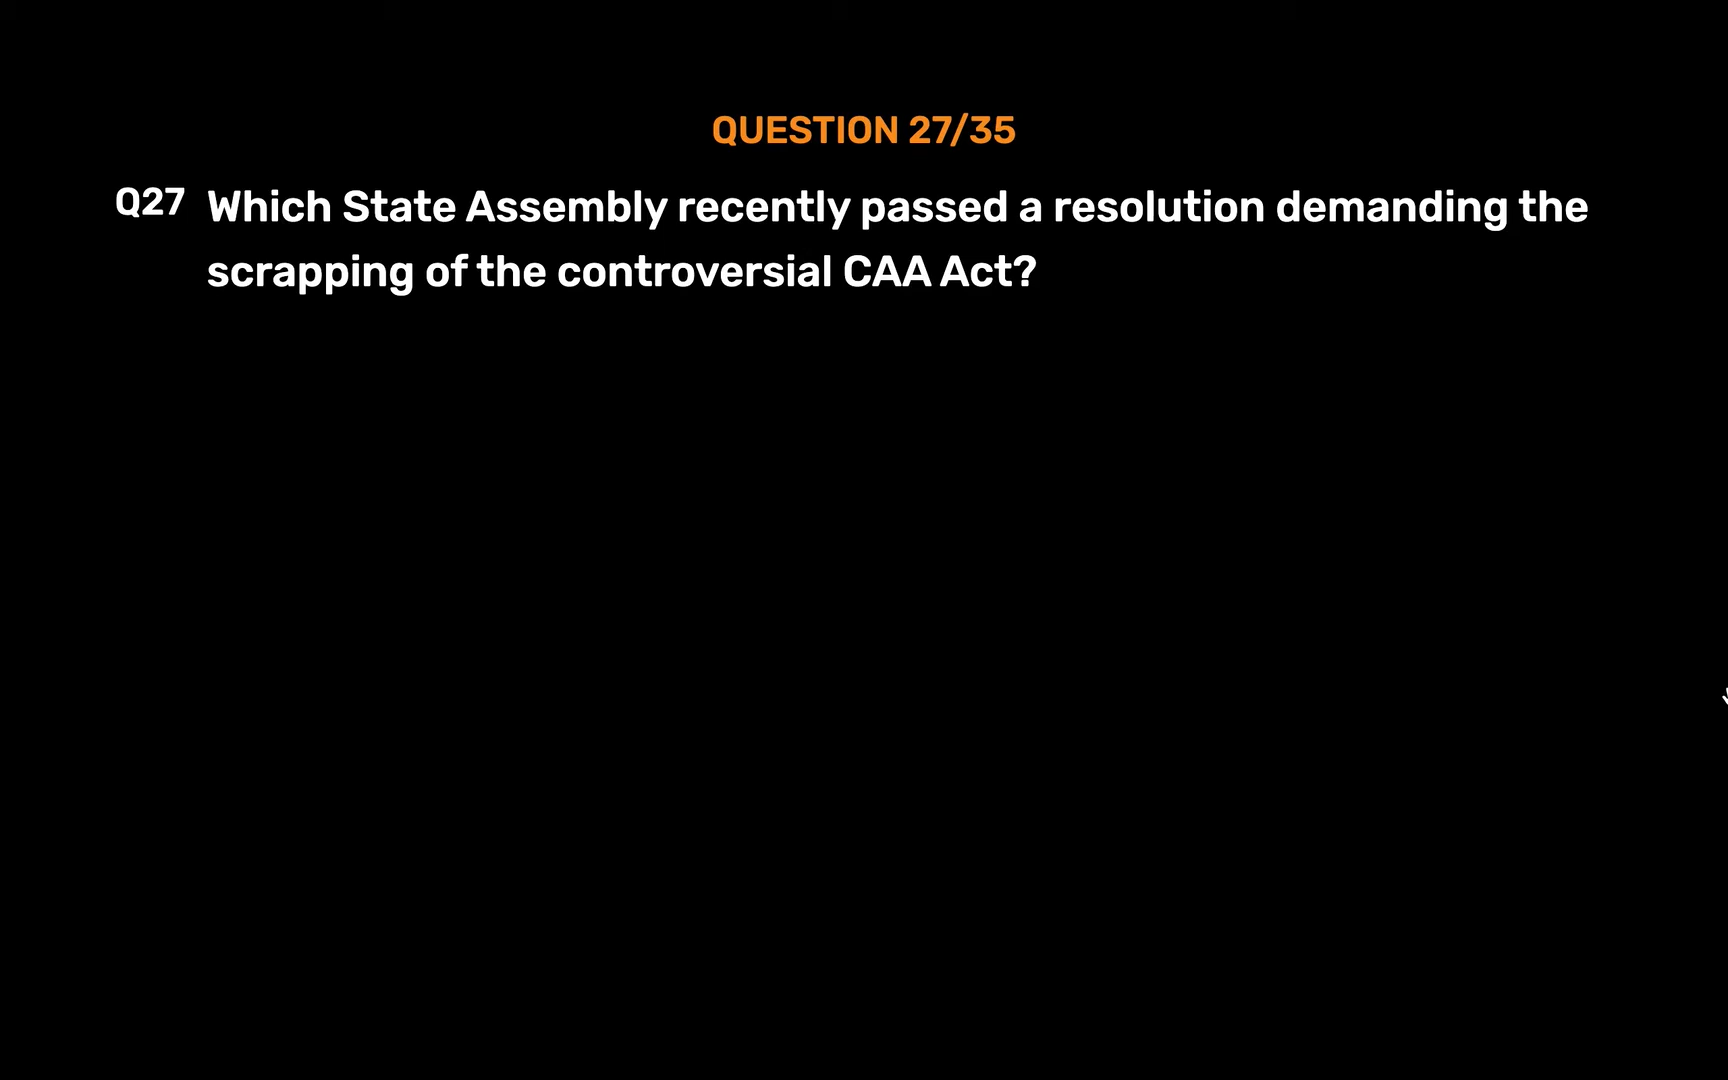 QUESTION 27/35
Q27 Which State Assembly recently passed a resolution demanding the
scrapping of the controversial CAA Act?